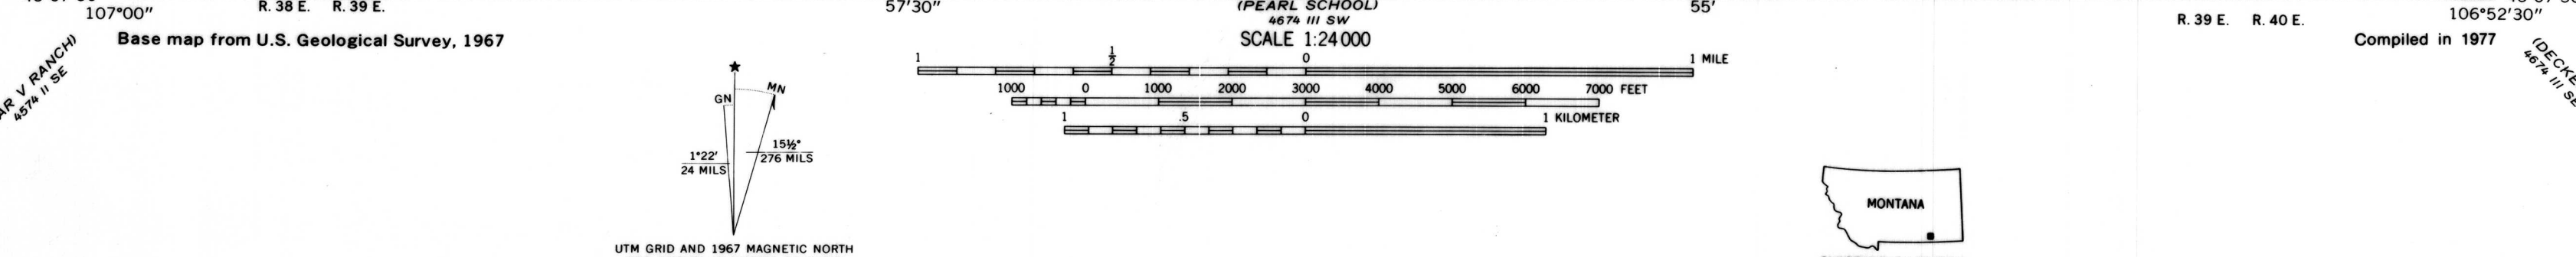 107°00″
R. 38 E. R. 39 E.
57′30″
(PEARL SCHOOL)
4674 III SW
55′
R. 39 E. R. 40 E.
106°52′30″
4574 II SE
Base map from U.S. Geological Survey, 1967
SCALE 1:24 000
Compiled in 1977
4674 III SE
1 ½ 0 1 MILE
1000 0 1000 2000 3000 4000 5000 6000 7000 FEET
1 .5 0 1 KILOMETER
GN
MN
1°22′
24 MILS
15½°
276 MILS
UTM GRID AND 1967 MAGNETIC NORTH
MONTANA